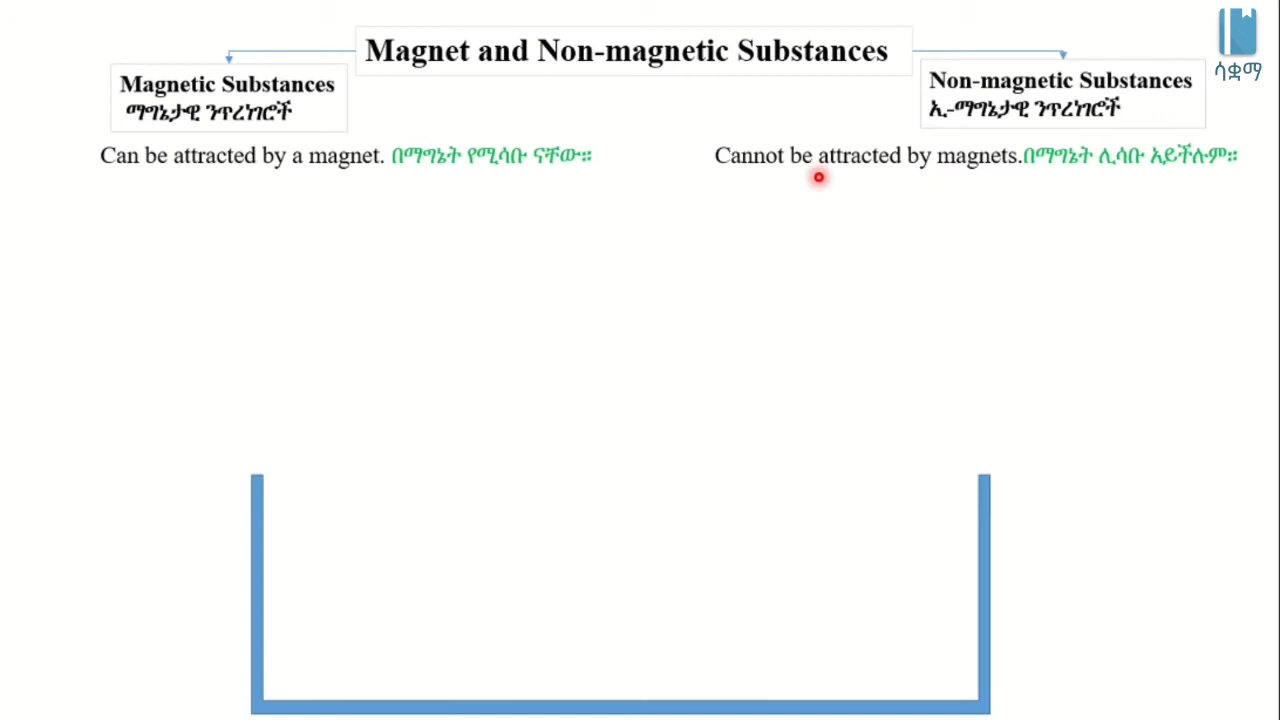 Magnet and Non-magnetic Substances
ሳቋማ
Magnetic Substances
ማግኔታዊ ንጥረነገሮች
Non-magnetic Substances
ኢ-ማግኔታዊ ንጥረነገሮች
Can be attracted by a magnet. በማግኔት የሚሳቡ ናቸው።
Cannot be attracted by magnets.በማግኔት ሊሳቡ አይችሉም።